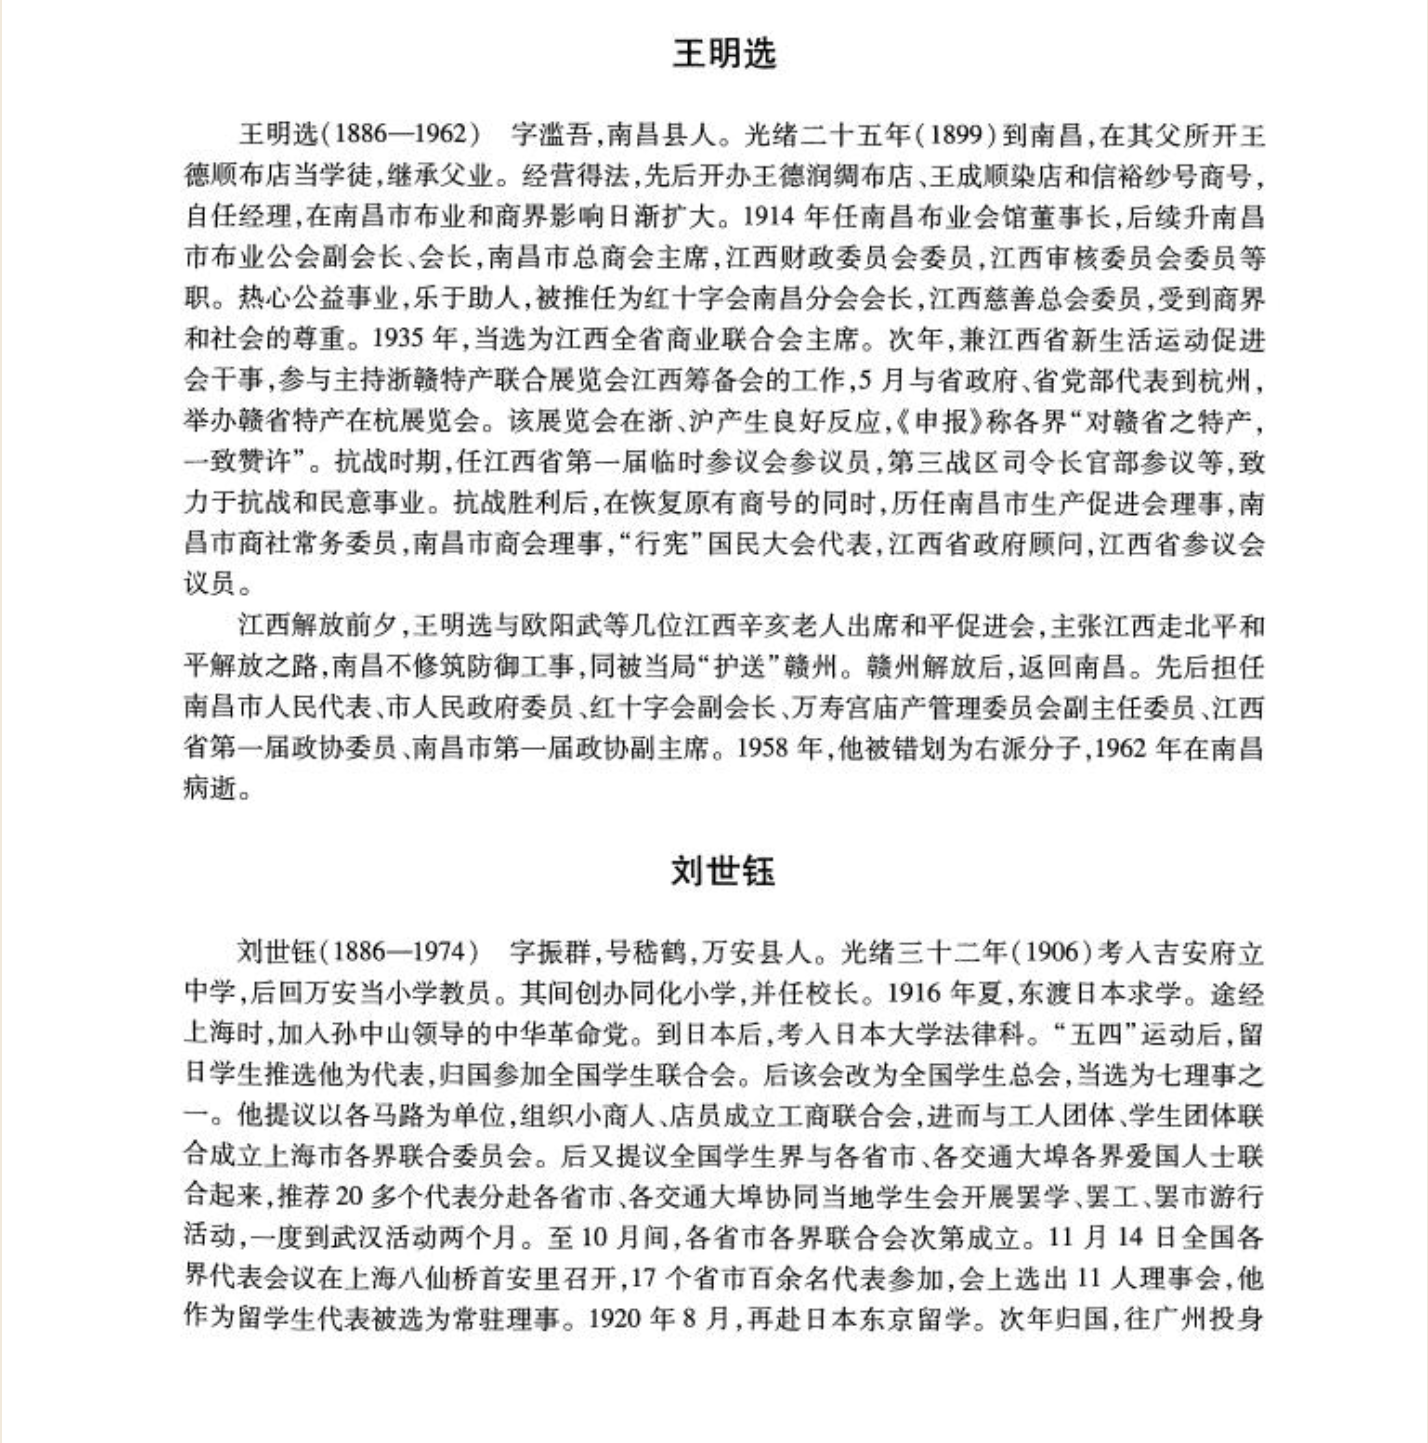 王明选
王明选(1886—1962) 字滥吾,南昌县人。光绪二十五年(1899)到南昌,在其父所开王
德顺布店当学徒,继承父业。经营得法,先后开办王德润绸布店、王成顺染店和信裕纱号商号,
自任经理,在南昌市布业和商界影响日渐扩大。1914 年任南昌布业会馆董事长,后续升南昌
市布业公会副会长、会长,南昌市总商会主席,江西财政委员会委员,江西审核委员会委员等
职。热心公益事业,乐于助人,被推任为红十字会南昌分会会长,江西慈善总会委员,受到商界
和社会的尊重。1935 年,当选为江西全省商业联合会主席。次年,兼江西省新生活运动促进
会干事,参与主持浙赣特产联合展览会江西筹备会的工作,5 月与省政府、省党部代表到杭州,
举办赣省特产在杭展览会。该展览会在浙、沪产生良好反应,《申报》称各界“对赣省之特产,
一致赞许”。抗战时期,任江西省第一届临时参议会参议员,第三战区司令长官部参议等,致
力于抗战和民意事业。抗战胜利后,在恢复原有商号的同时,历任南昌市生产促进会理事,南
昌市商社常务委员,南昌市商会理事,“行宪”国民大会代表,江西省政府顾问,江西省参议会
议员。
江西解放前夕,王明选与欧阳武等几位江西辛亥老人出席和平促进会,主张江西走北平和
平解放之路,南昌不修筑防御工事,同被当局“护送”赣州。赣州解放后,返回南昌。先后担任
南昌市人民代表、市人民政府委员、红十字会副会长、万寿宫庙产管理委员会副主任委员、江西
省第一届政协委员、南昌市第一届政协副主席。1958 年,他被错划为右派分子,1962 年在南昌
病逝。
刘世钰
刘世钰(1886—1974) 字振群,号嵇鹤,万安县人。光绪三十二年(1906)考入吉安府立
中学,后回万安当小学教员。其间创办同化小学,并任校长。1916 年夏,东渡日本求学。途经
上海时,加入孙中山领导的中华革命党。到日本后,考入日本大学法律科。“五四”运动后,留
日学生推选他为代表,归国参加全国学生联合会。后该会改为全国学生总会,当选为七理事之
一。他提议以各马路为单位,组织小商人、店员成立工商联合会,进而与工人团体、学生团体联
合成立上海市各界联合委员会。后又提议全国学生界与各省市、各交通大埠各界爱国人士联
合起来,推荐 20 多个代表分赴各省市、各交通大埠协同当地学生会开展罢学、罢工、罢市游行
活动,一度到武汉活动两个月。至 10 月间,各省市各界联合会次第成立。11 月 14 日全国各
界代表会议在上海八仙桥首安里召开,17 个省市百余名代表参加,会上选出 11 人理事会,他
作为留学生代表被选为常驻理事。1920 年 8 月,再赴日本东京留学。次年归国,往广州投身